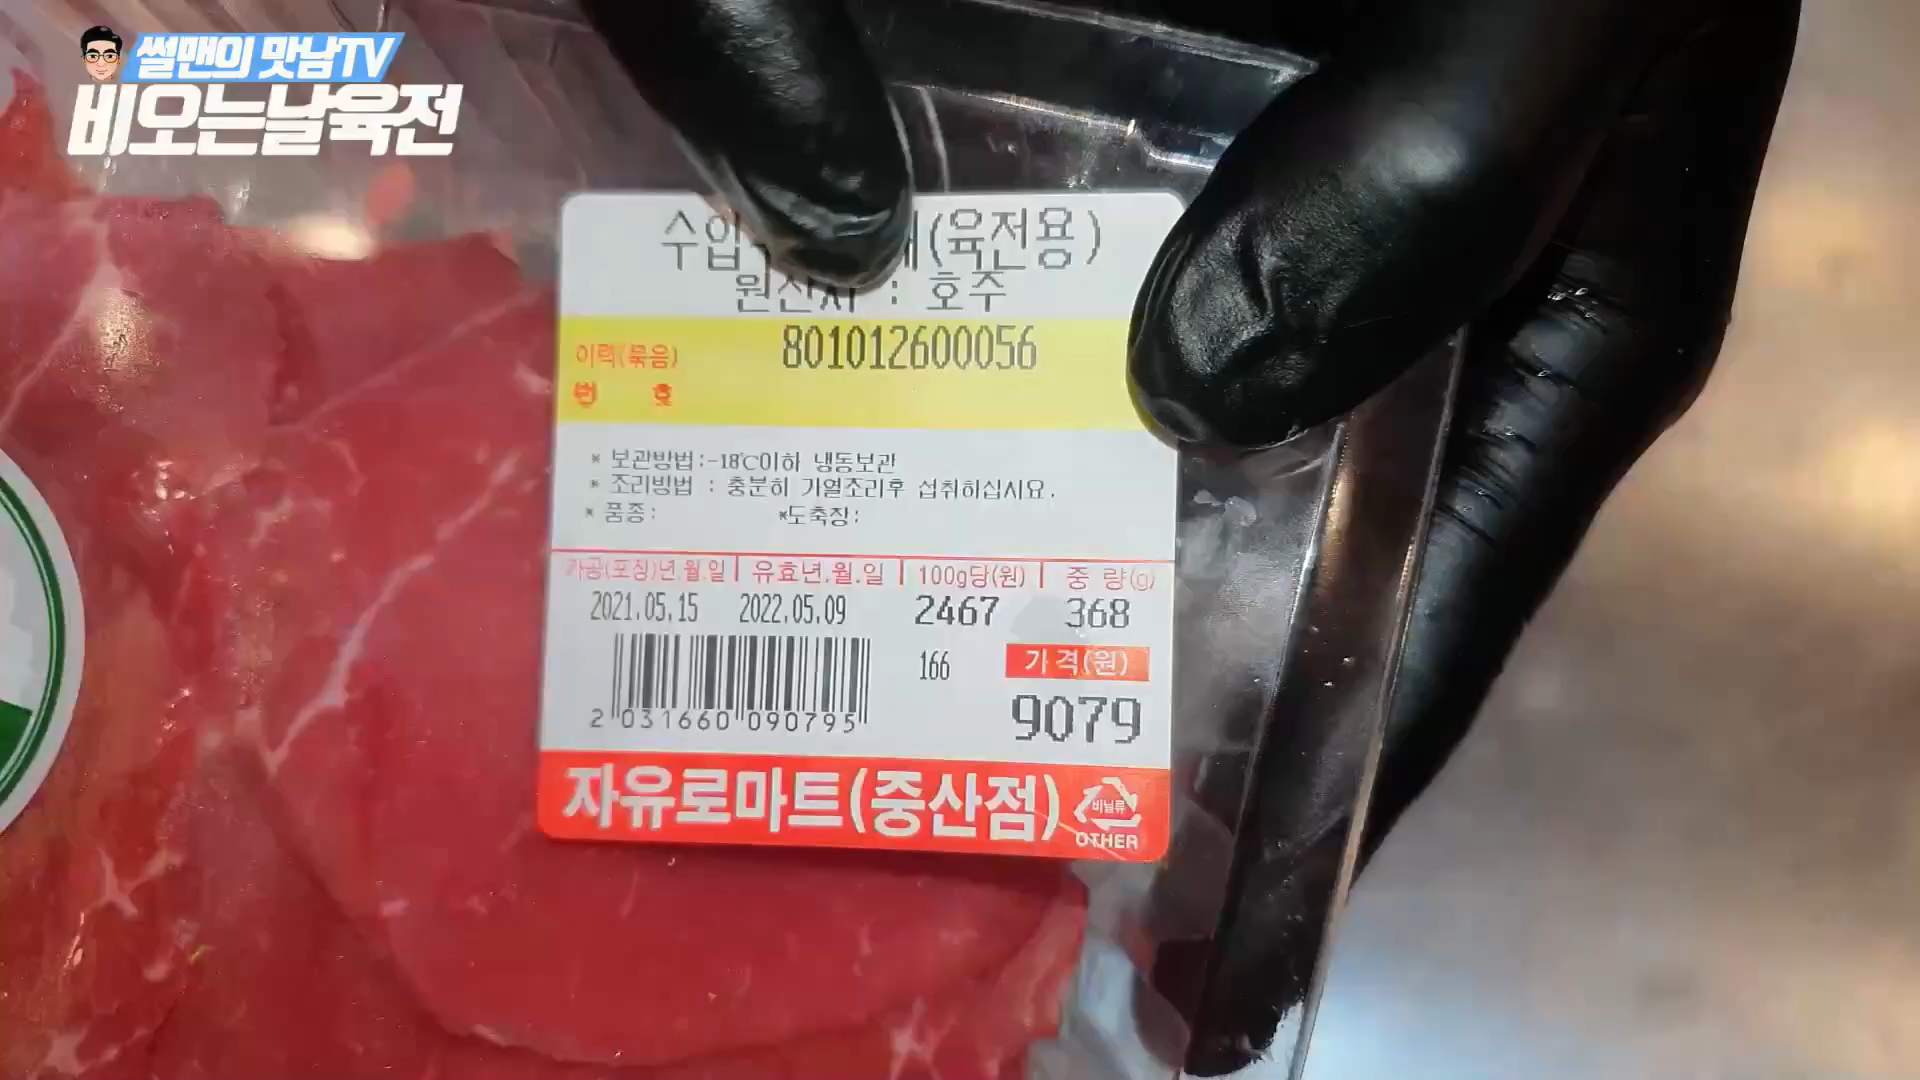 썰맨의 맛남TV
비오는날육전
수입 (육전용)
원산지 : 호주
이력(묶음) 801012600056
번 호
* 보관방법:-18℃이하 냉동보관
* 조리방법 : 충분히 가열조리후 섭취하십시요.
* 품종: *도축장:
가공(포장)년.월.일 유효년.월.일 100g당(원) 중 량(g)
2021.05.15 2022.05.09 2467 368
166 가 격(원)
2 031660 090795 9079
자유로마트(중산점) 비닐류
OTHER